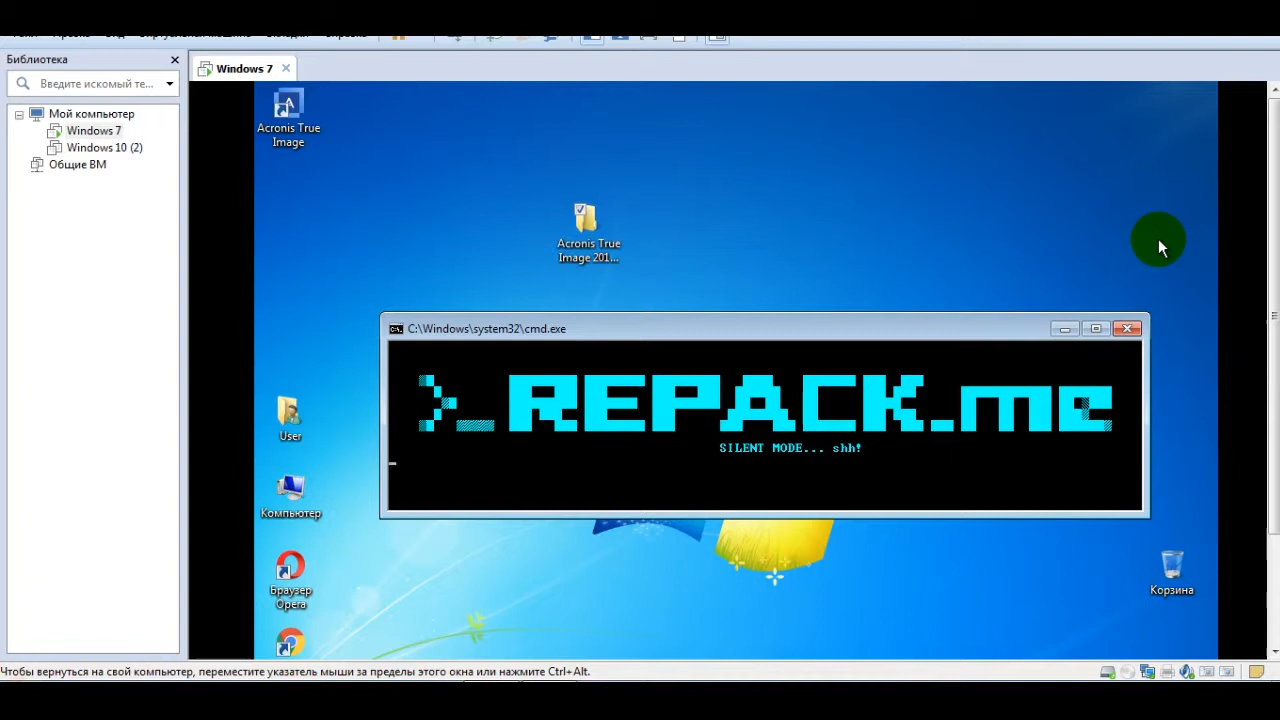 Библиотека
Windows 7
Введите искомый те...
Мой компьютер
Windows 7
Windows 10 (2)
Общие ВМ
Acronis True
Image
Acronis True
Image 201...
C:\Windows\system32\cmd.exe
>_REPACK.me
SILENT MODE... shh!
User
Компьютер
Браузер
Opera
Корзина
Чтобы вернуться на свой компьютер, переместите указатель мыши за пределы этого окна или нажмите Ctrl+Alt.